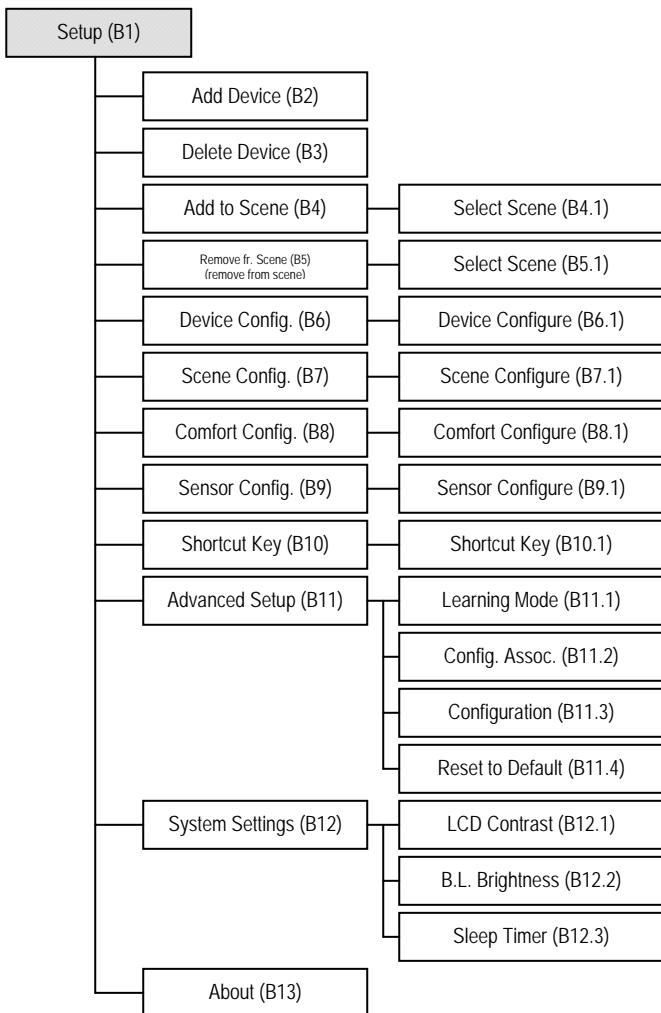 Setup (B1)
Add Device (B2)
Delete Device (B3)
Add to Scene (B4)
Select Scene (B4.1)
Remove fr. Scene (B5)
(remove from scene)
Select Scene (B5.1)
Device Config. (B6)
Device Configure (B6.1)
Scene Config. (B7)
Scene Configure (B7.1)
Comfort Config. (B8)
Comfort Configure (B8.1)
Sensor Config. (B9)
Sensor Configure (B9.1)
Shortcut Key (B10)
Shortcut Key (B10.1)
Advanced Setup (B11)
Learning Mode (B11.1)
Config. Assoc. (B11.2)
Configuration (B11.3)
Reset to Default (B11.4)
System Settings (B12)
LCD Contrast (B12.1)
B.L. Brightness (B12.2)
Sleep Timer (B12.3)
About (B13)